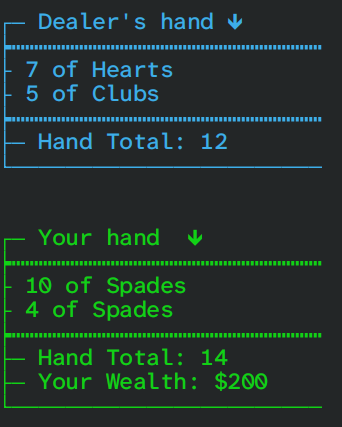 Dealer's hand ↓
7 of Hearts
5 of Clubs
Hand Total: 12
Your hand ↓
10 of Spades
4 of Spades
Hand Total: 14
Your Wealth: $200